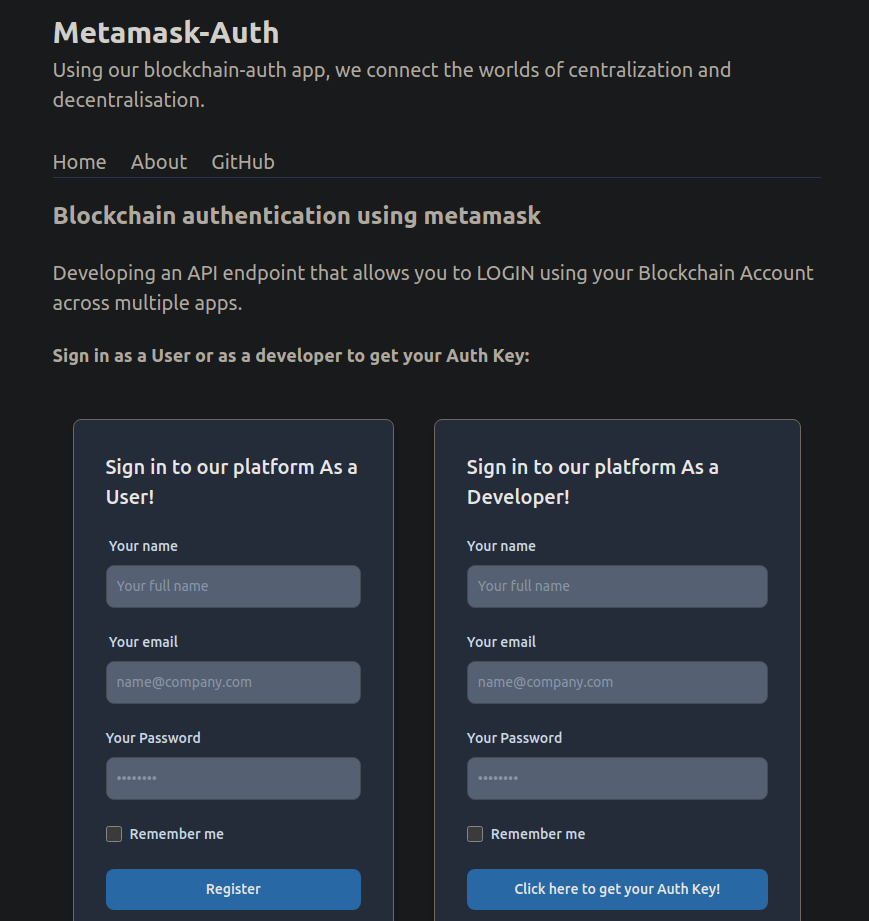 Metamask-Auth
Using our blockchain-auth app, we connect the worlds of centralization and
decentralisation.
Home About GitHub
Blockchain authentication using metamask
Developing an API endpoint that allows you to LOGIN using your Blockchain Account
across multiple apps.
Sign in as a User or as a developer to get your Auth Key:
Sign in to our platform As a
User!
Your name
Your full name
Your email
name@company.com
Your Password
••••••••
Remember me
Register
Sign in to our platform As a
Developer!
Your name
Your full name
Your email
name@company.com
Your Password
••••••••
Remember me
Click here to get your Auth Key!